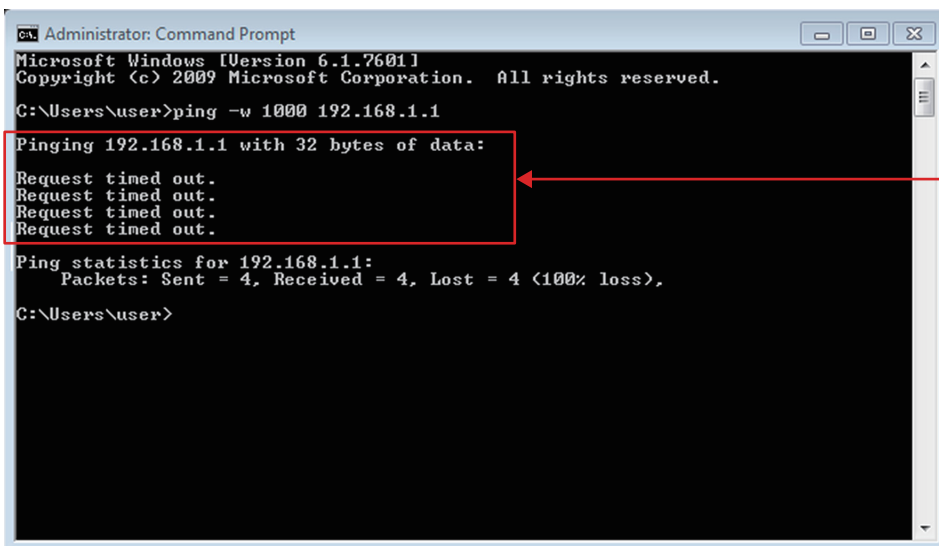 Administrator: Command Prompt
Microsoft Windows [Version 6.1.7601]
Copyright (c) 2009 Microsoft Corporation.  All rights reserved.
C:\Users\user>ping -w 1000 192.168.1.1
Pinging 192.168.1.1 with 32 bytes of data:
Request timed out.
Request timed out.
Request timed out.
Request timed out.
Ping statistics for 192.168.1.1:
    Packets: Sent = 4, Received = 4, Lost = 4 (100% loss),
C:\Users\user>